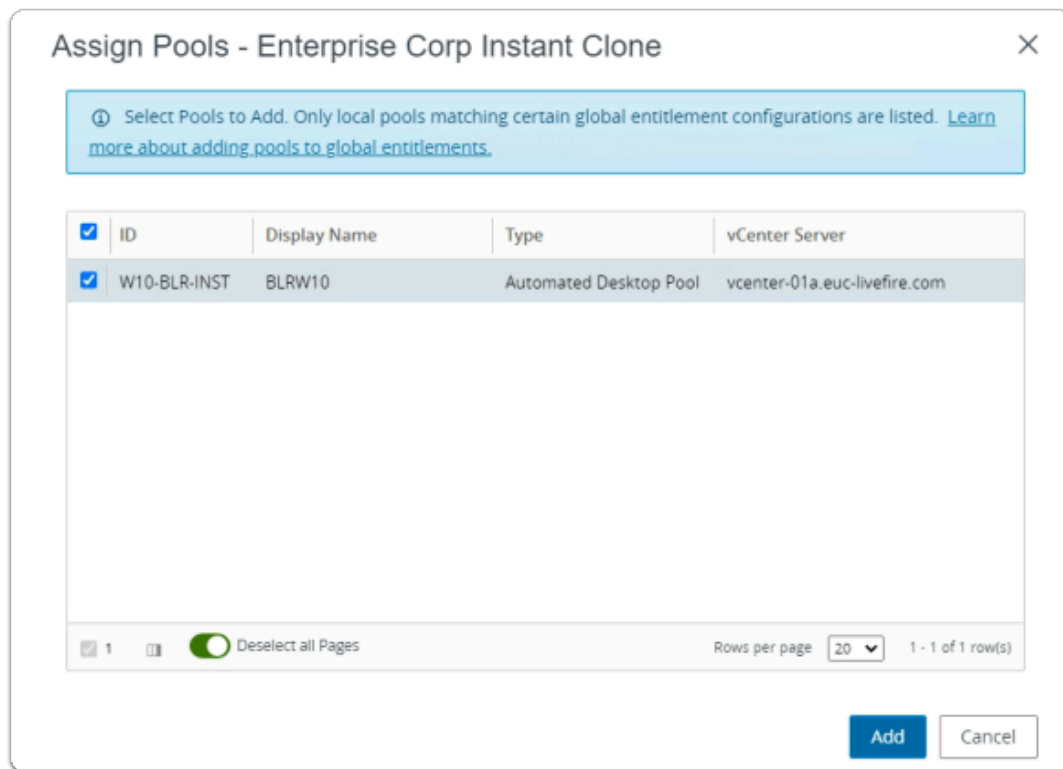 Assign Pools - Enterprise Corp Instant Clone
Select Pools to Add. Only local pools matching certain global entitlement configurations are listed. Learn
more about adding pools to global entitlements.
ID Display Name Type vCenter Server
W10-BLR-INST BLRW10 Automated Desktop Pool vcenter-01a.euc-livefire.com
1 Deselect all Pages Rows per page 20 1 - 1 of 1 row(s)
Add Cancel